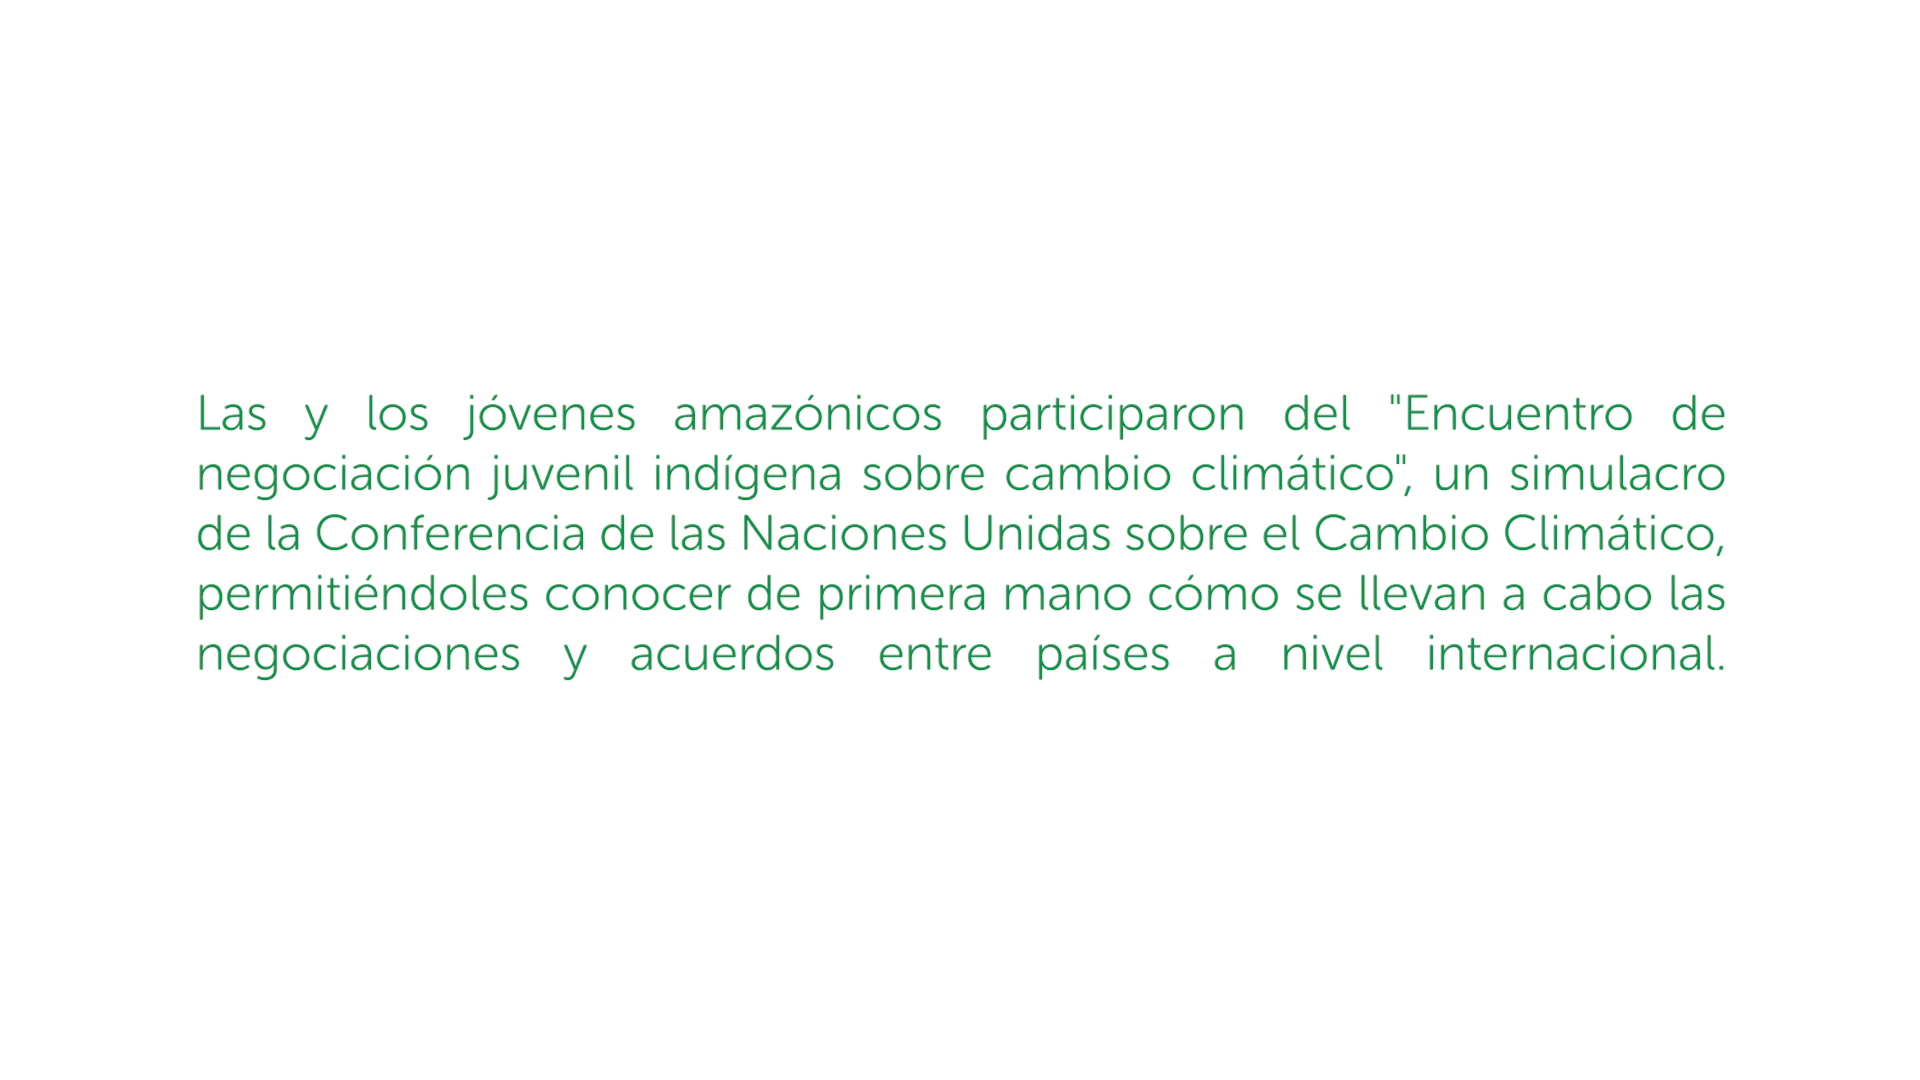 Las y los jóvenes amazónicos participaron del "Encuentro de
negociación juvenil indígena sobre cambio climático", un simulacro
de la Conferencia de las Naciones Unidas sobre el Cambio Climático,
permitiéndoles conocer de primera mano cómo se llevan a cabo las
negociaciones y acuerdos entre países a nivel internacional.